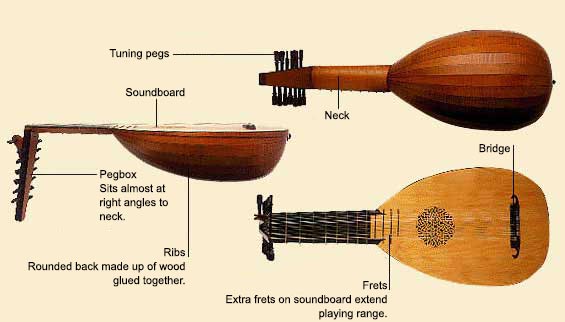 Tuning pegs
Soundboard
Neck
Bridge
Pegbox
Sits almost at
right angles to
neck.
Ribs
Rounded back made up of wood
glued together.
Frets
Extra frets on soundboard extend
playing range.